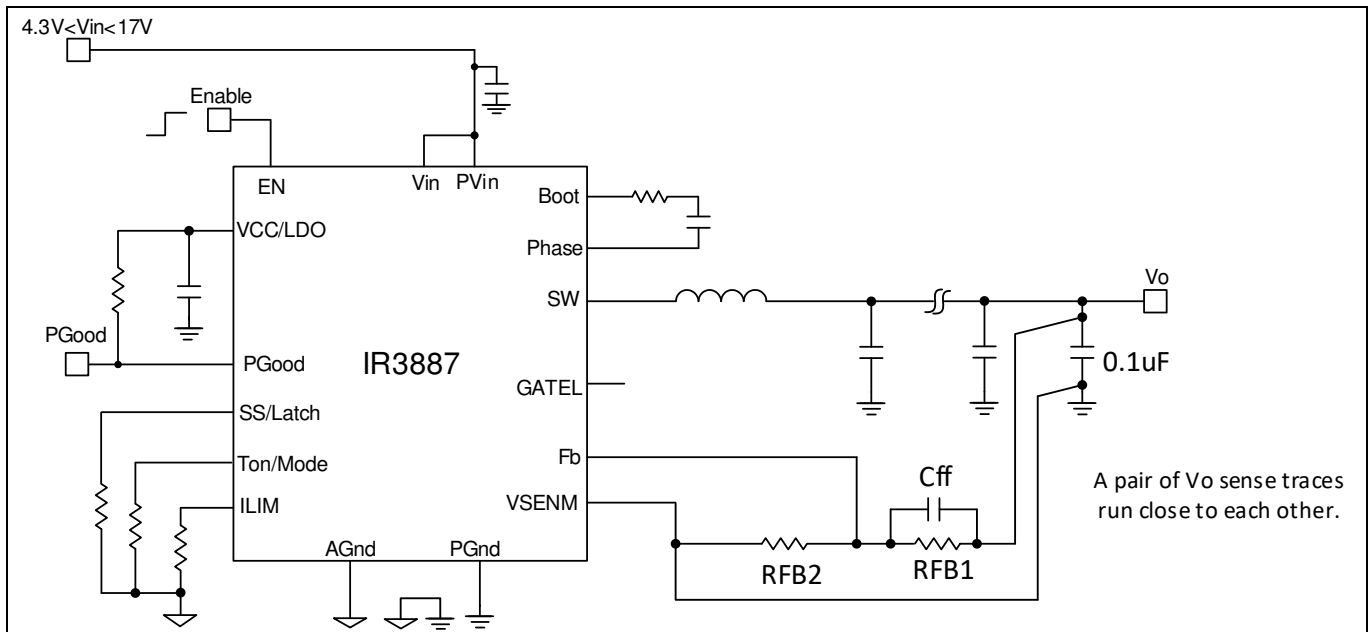 4.3V<Vin<17V
Enable
EN
Vin
PVin
Boot
VCC/LDO
Phase
Vo
SW
PGood
PGood
IR3887
0.1uF
GATEL
SS/Latch
Fb
Ton/Mode
Cff
A pair of Vo sense traces
run close to each other.
VSENM
ILIM
AGnd
PGnd
RFB2
RFB1